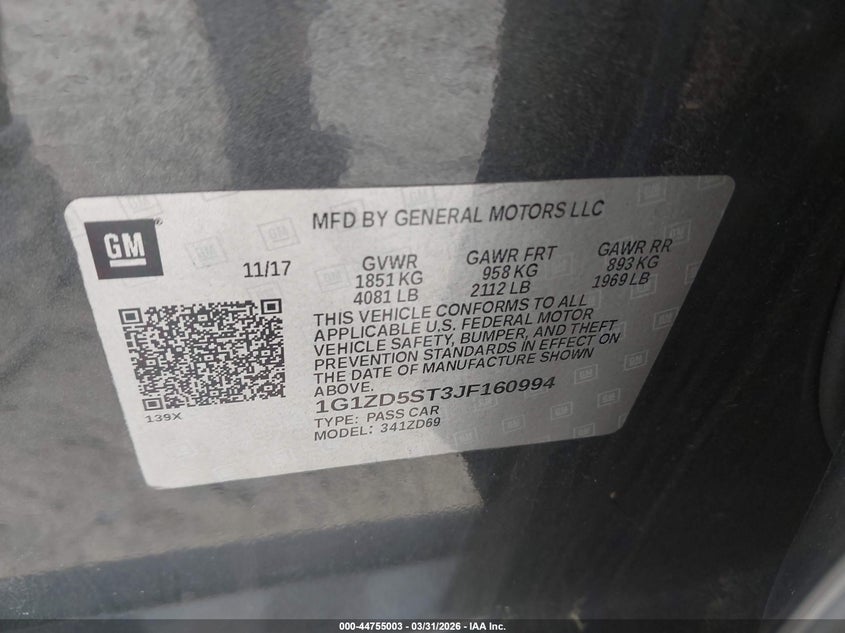 GM
MFD BY GENERAL MOTORS LLC
11/17
GVWR
1851 KG
4081 LB
GAWR FRT
958 KG
2112 LB
GAWR RR
893 KG
1969 LB
THIS VEHICLE CONFORMS TO ALL
APPLICABLE U.S. FEDERAL MOTOR
VEHICLE SAFETY, BUMPER, AND THEFT
PREVENTION STANDARDS IN EFFECT ON
THE DATE OF MANUFACTURE SHOWN
ABOVE.
1G1ZD5ST3JF160994
TYPE: PASS CAR
MODEL: 341ZD69
139X
000-44755003 — 03/31/2026 — IAA Inc.